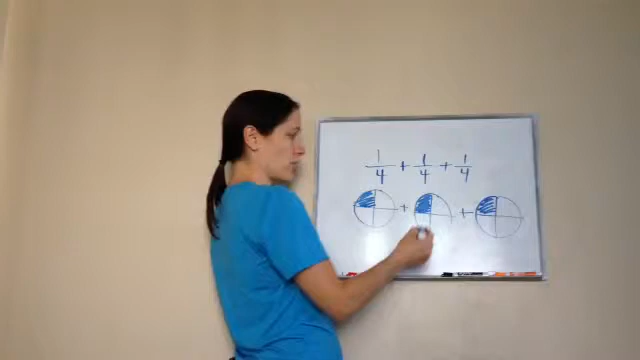 1/4 + 1/4 + 1/4
+ +